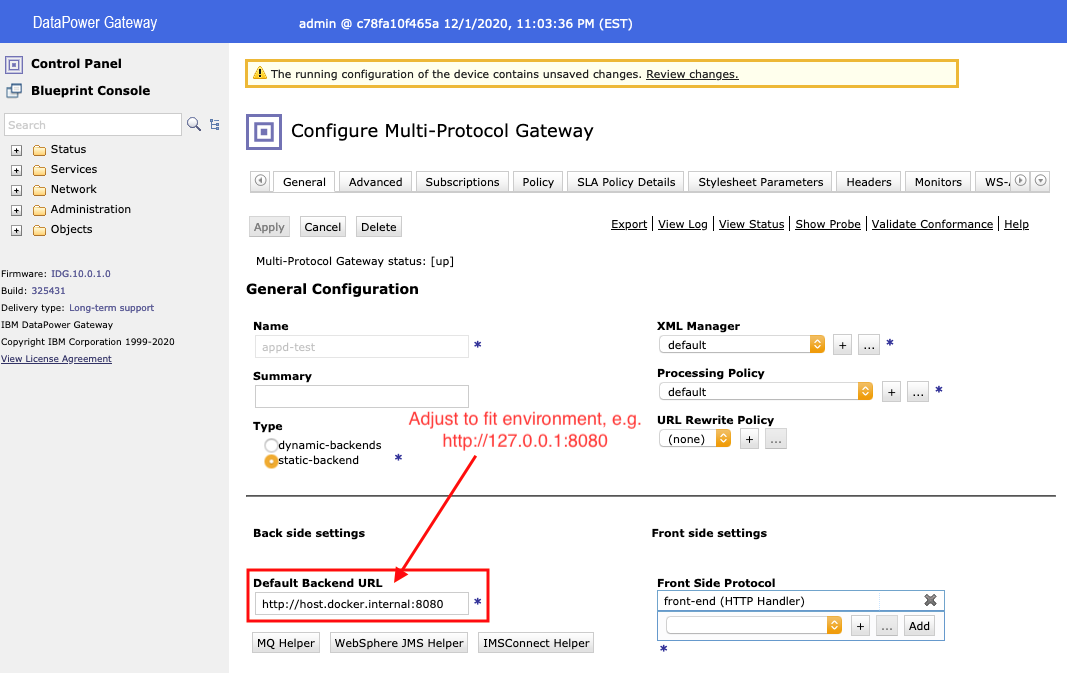 DataPower Gateway
admin @ c78fa10f465a 12/1/2020, 11:03:36 PM (EST)
Control Panel
Blueprint Console
Search
Status
Services
Network
Administration
Objects
Firmware: IDG.10.0.1.0
Build: 325431
Delivery type: Long-term support
IBM DataPower Gateway
Copyright IBM Corporation 1999-2020
View License Agreement
The running configuration of the device contains unsaved changes. Review changes.
Configure Multi-Protocol Gateway
General Advanced Subscriptions Policy SLA Policy Details Stylesheet Parameters Headers Monitors WS-
Apply Cancel Delete
Export View Log View Status Show Probe Validate Conformance Help
Multi-Protocol Gateway status: [up]
General Configuration
Name
appd-test *
Summary
Type
dynamic-backends
static-backend *
XML Manager
default + ... *
Processing Policy
default + ... *
URL Rewrite Policy
(none) + ...
Adjust to fit environment, e.g.
http://127.0.0.1:8080
Back side settings
Default Backend URL
http://host.docker.internal:8080 *
MQ Helper WebSphere JMS Helper IMSConnect Helper
Front side settings
Front Side Protocol
front-end (HTTP Handler)
+ ... Add
*